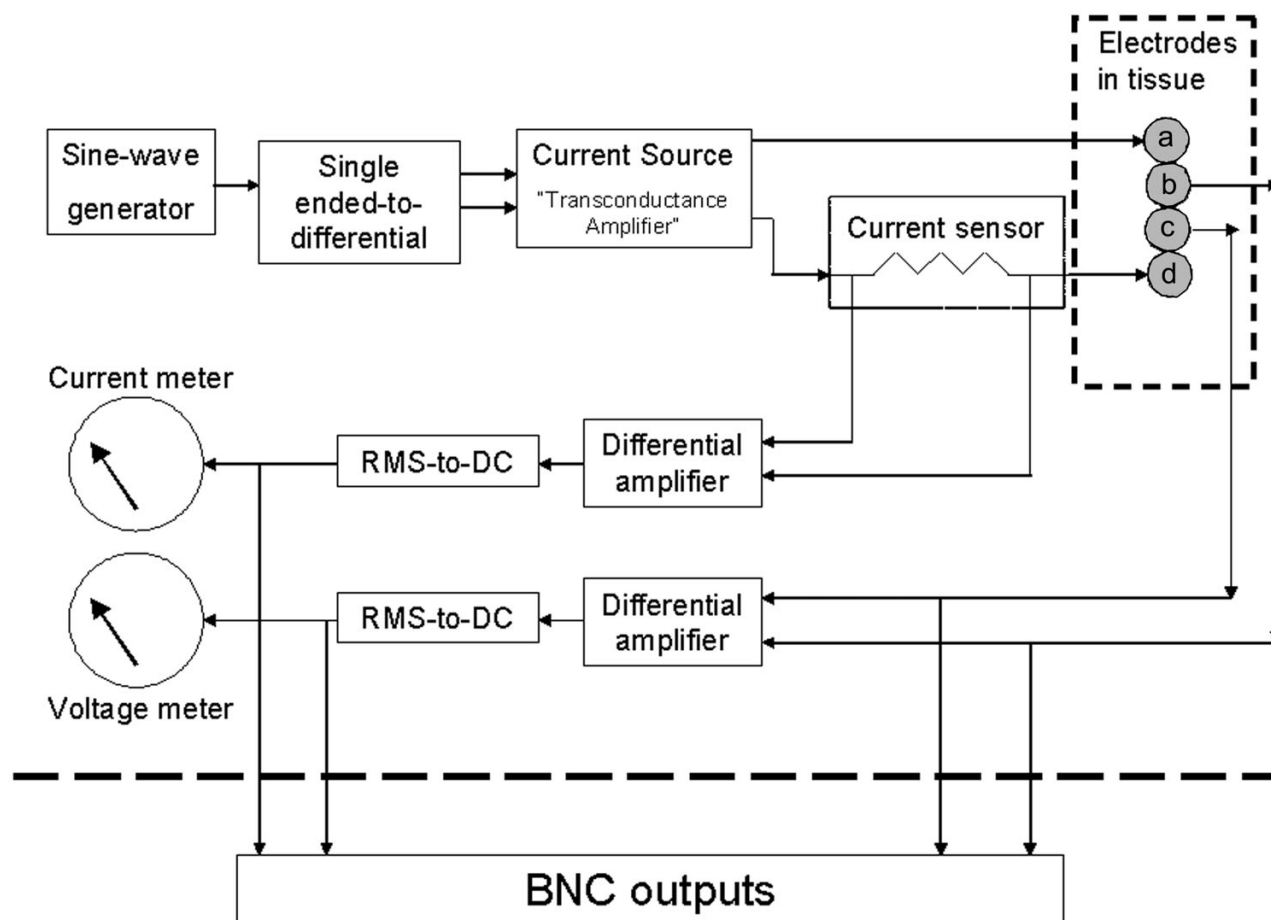 Electrodes
in tissue
a
b
c
d
Sine-wave
generator
Single
ended-to-
differential
Current Source
"Transconductance
Amplifier"
Current sensor
Current meter
RMS-to-DC
Differential
amplifier
RMS-to-DC
Differential
amplifier
Voltage meter
BNC outputs